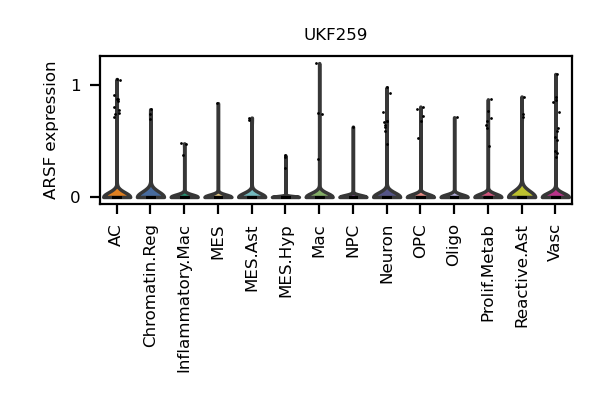 UKF259
ARSF expression
1
0
AC
Chromatin.Reg
Inflammatory.Mac
MES
MES.Ast
MES.Hyp
Mac
NPC
Neuron
OPC
Oligo
Prolif.Metab
Reactive.Ast
Vasc